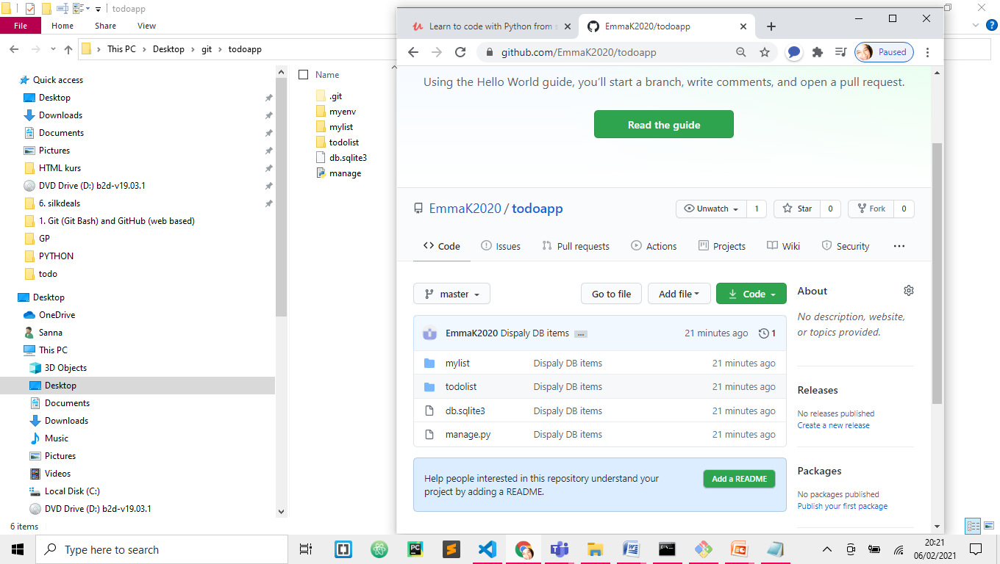 todoapp
File Home Share View
This PC Desktop git todoapp
Quick access
Desktop
Downloads
Documents
Pictures
HTML kurs
DVD Drive (D:) b2d-v19.03.1
6. silkdeals
1. Git (Git Bash) and GitHub (web based)
GP
PYTHON
todo
Desktop
OneDrive
Sanna
This PC
3D Objects
Desktop
Documents
Downloads
Music
Pictures
Videos
Local Disk (C:)
DVD Drive (D:) b2d-v19.03.1
6 items
Name
.git
myenv
mylist
todolist
db.sqlite3
manage
Learn to code with Python from EmmaK2020/todoapp
github.com/EmmaK2020/todoapp Paused
Using the Hello World guide, you'll start a branch, write comments, and open a pull request.
Read the guide
EmmaK2020 / todoapp Unwatch 1 Star 0 Fork 0
Code Issues Pull requests Actions Projects Wiki Security ...
master Go to file Add file Code
EmmaK2020 Dispaly DB items ... 21 minutes ago 1
mylist Dispaly DB items 21 minutes ago
todolist Dispaly DB items 21 minutes ago
db.sqlite3 Dispaly DB items 21 minutes ago
manage.py Dispaly DB items 21 minutes ago
Help people interested in this repository understand your
project by adding a README.
Add a README
About
No description, website,
or topics provided.
Releases
No releases published
Create a new release
Packages
No packages published
Publish your first package
Type here to search
20:21
06/02/2021